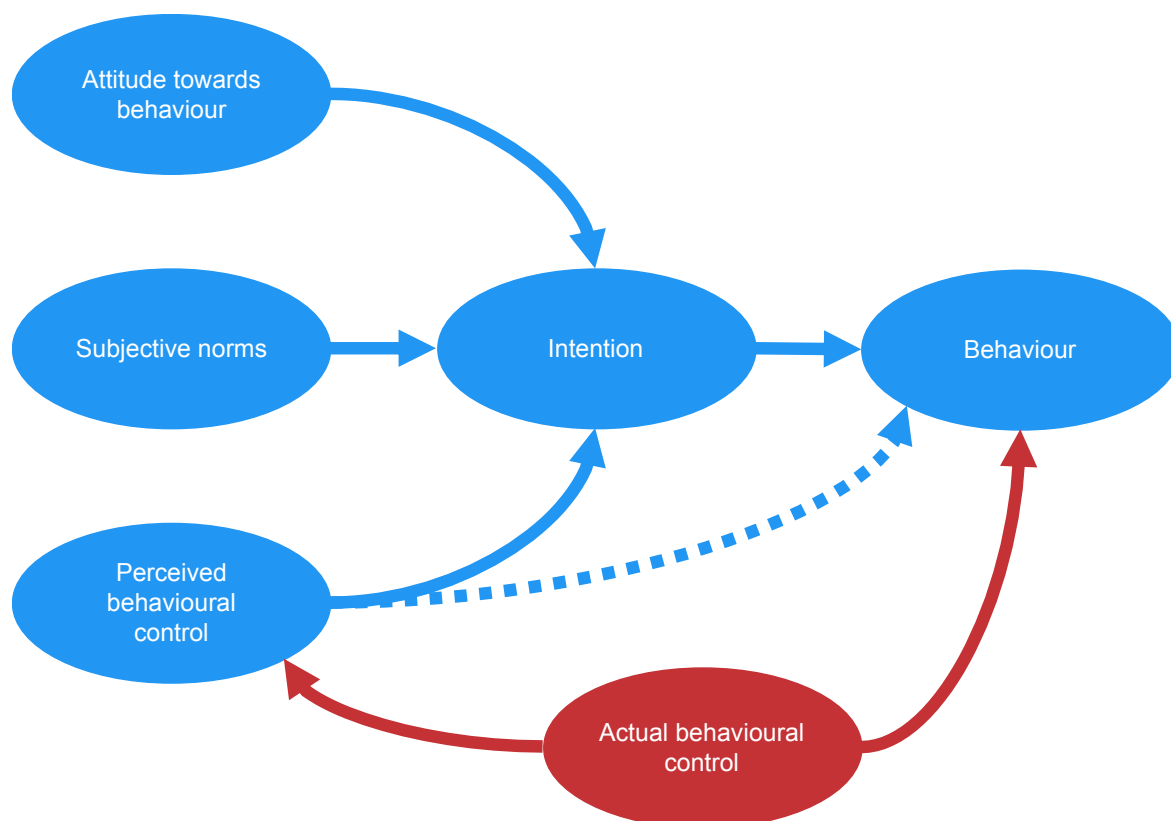 Attitude towards
behaviour
Subjective norms
Intention
Behaviour
Perceived
behavioural
control
Actual behavioural
control